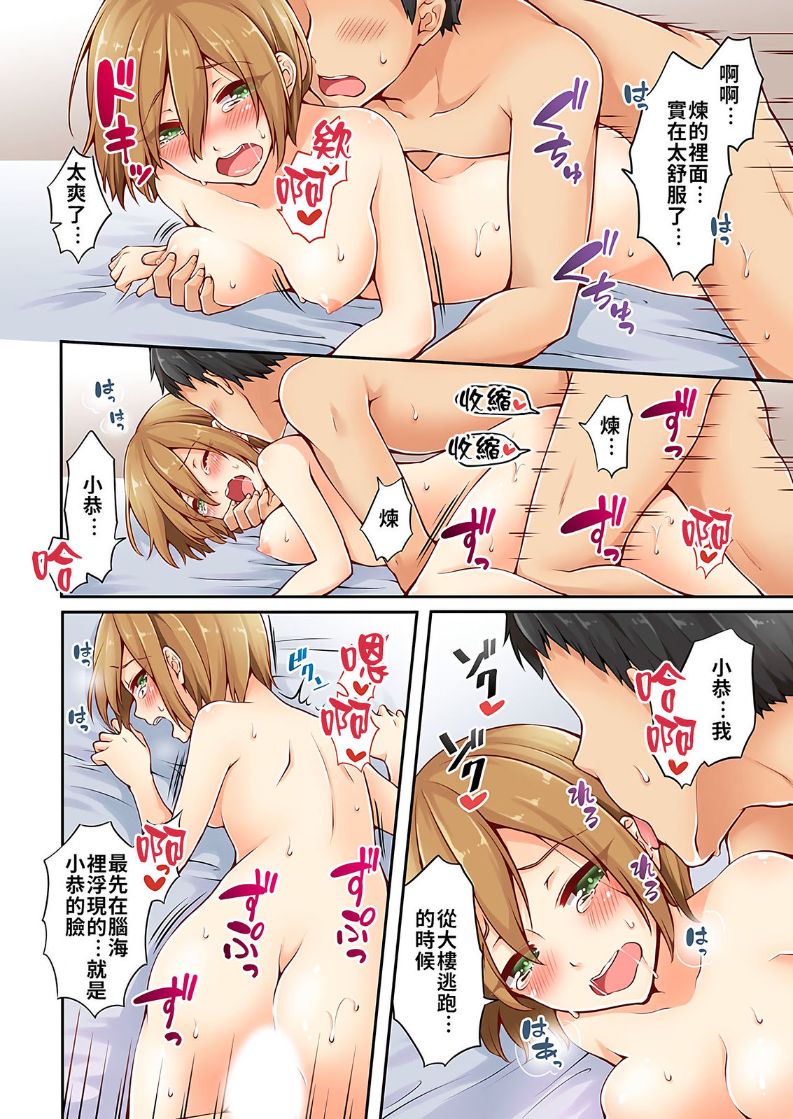 啊啊…
煉的裡面…
實在太舒服了…
はっ
ぐちゅっ
ぐちゅっ
欸
啊
ドキッ
太爽了…
煉…
ずっ
ずっ
收縮
收縮
啊
煉
はっ
はっ
小恭…
哈
小恭…我
哈
啊
ゾク
ゾク
れろ
れろ
從大樓逃跑…
的時候
はっ
はぁっ
嗯
啊
ビクン
はっ
はっ
啊
ずぷっ
ずぷっ
最先在腦海
裡浮現的…就是
小恭的臉